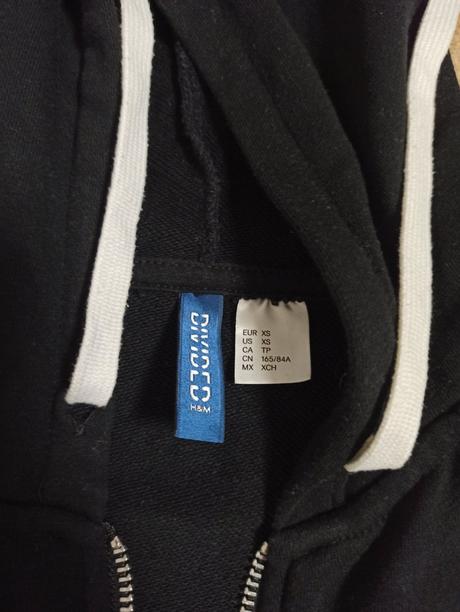 DIVIDED
H&M
EUR XS
US XS
CA TP
CN 165/84A
MX XCH